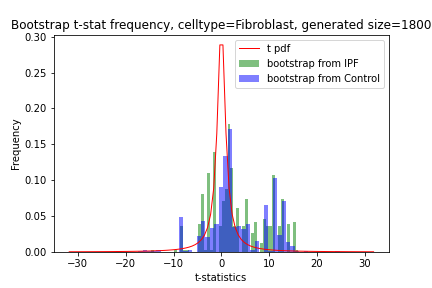 Bootstrap t-stat frequency, celltype=Fibroblast, generated size=1800
0.30
0.25
0.20
0.15
0.10
0.05
0.00
Frequency
t pdf
bootstrap from IPF
bootstrap from Control
−30 −20 −10 0 10 20 30
t-statistics